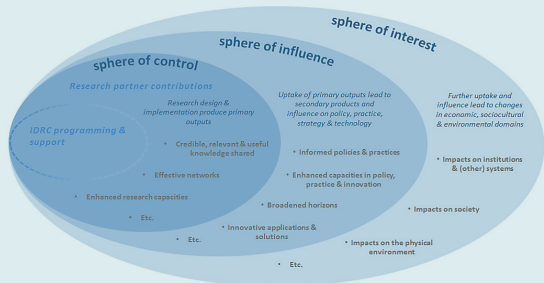 sphere of interest
sphere of influence
sphere of control
Research partner contributions
IDRC programming &
support
Research design &
implementation produce primary
outputs
• Credible, relevant & useful
knowledge shared
• Effective networks
• Enhanced research capacities
• Etc.
• Etc.
Uptake of primary outputs lead to
secondary products and
influence on policy, practice,
strategy & technology
• Informed policies & practices
• Enhanced capacities in policy,
practice & innovation
• Broadened horizons
• Innovative applications &
solutions
• Etc.
Further uptake and
influence lead to changes
in economic, sociocultural
& environmental domains
• Impacts on institutions
& (other) systems
• Impacts on society
• Impacts on the physical
environment